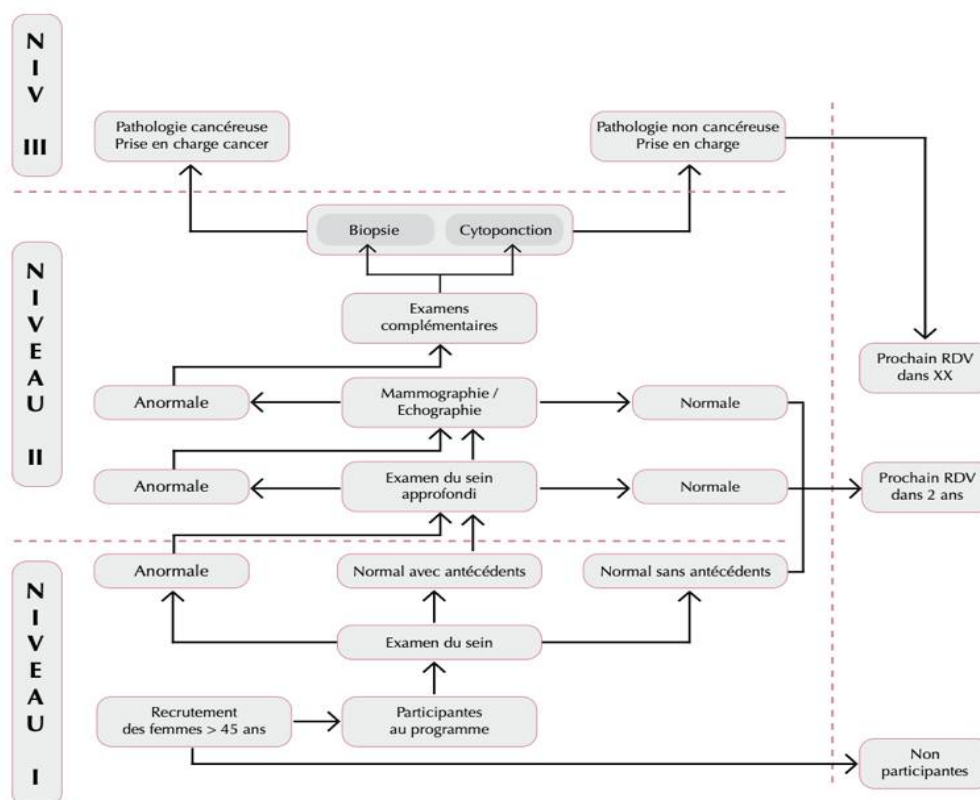 NIV III
Pathologie cancéreuse
Prise en charge cancer
Pathologie non cancéreuse
Prise en charge
NIVEAU II
Biopsie
Cytoponction
Examens
complémentaires
Prochain RDV
dans XX
Anormale
Mammographie /
Echographie
Normale
Anormale
Examen du sein
approfondi
Normale
Prochain RDV
dans 2 ans
NIVEAU I
Anormale
Normal avec antécédents
Normal sans antécédents
Examen du sein
Recrutement
des femmes > 45 ans
Participantes
au programme
Non
participantes